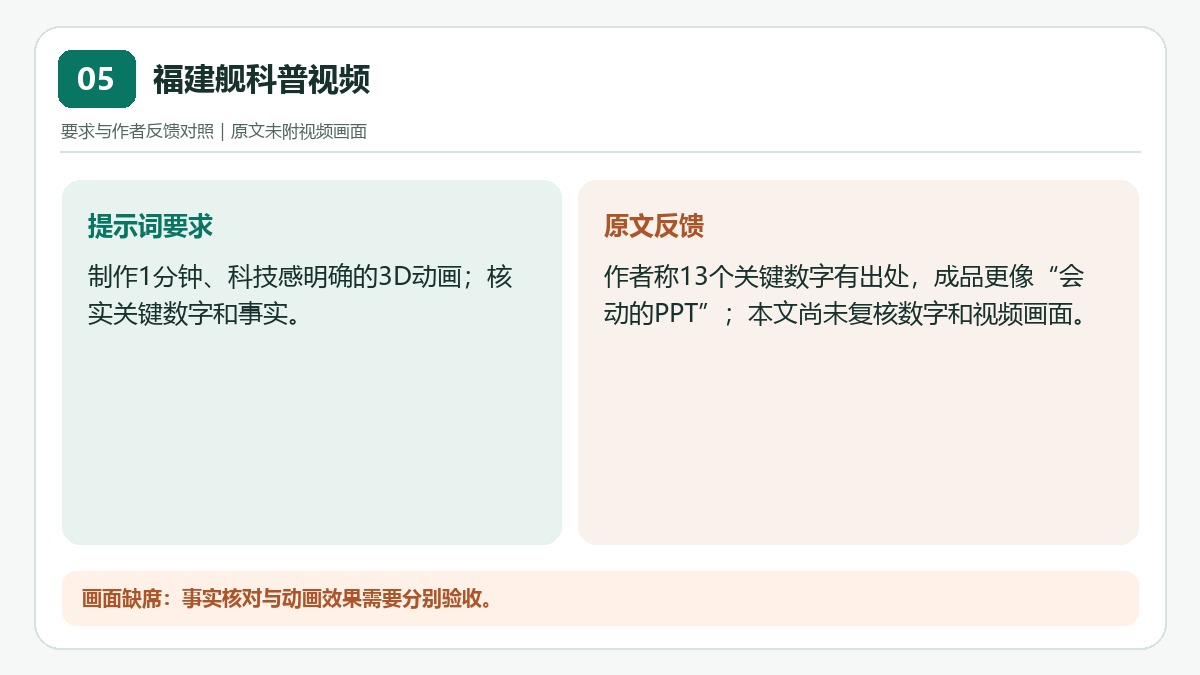 05 福建舰科普视频
要求与作者反馈对照 | 原文未附视频画面
提示词要求
制作1分钟、科技感明确的3D动画；核
实关键数字和事实。
原文反馈
作者称13个关键数字有出处，成品更像“会
动的PPT”；本文尚未复核数字和视频画面。
画面缺席：事实核对与动画效果需要分别验收。